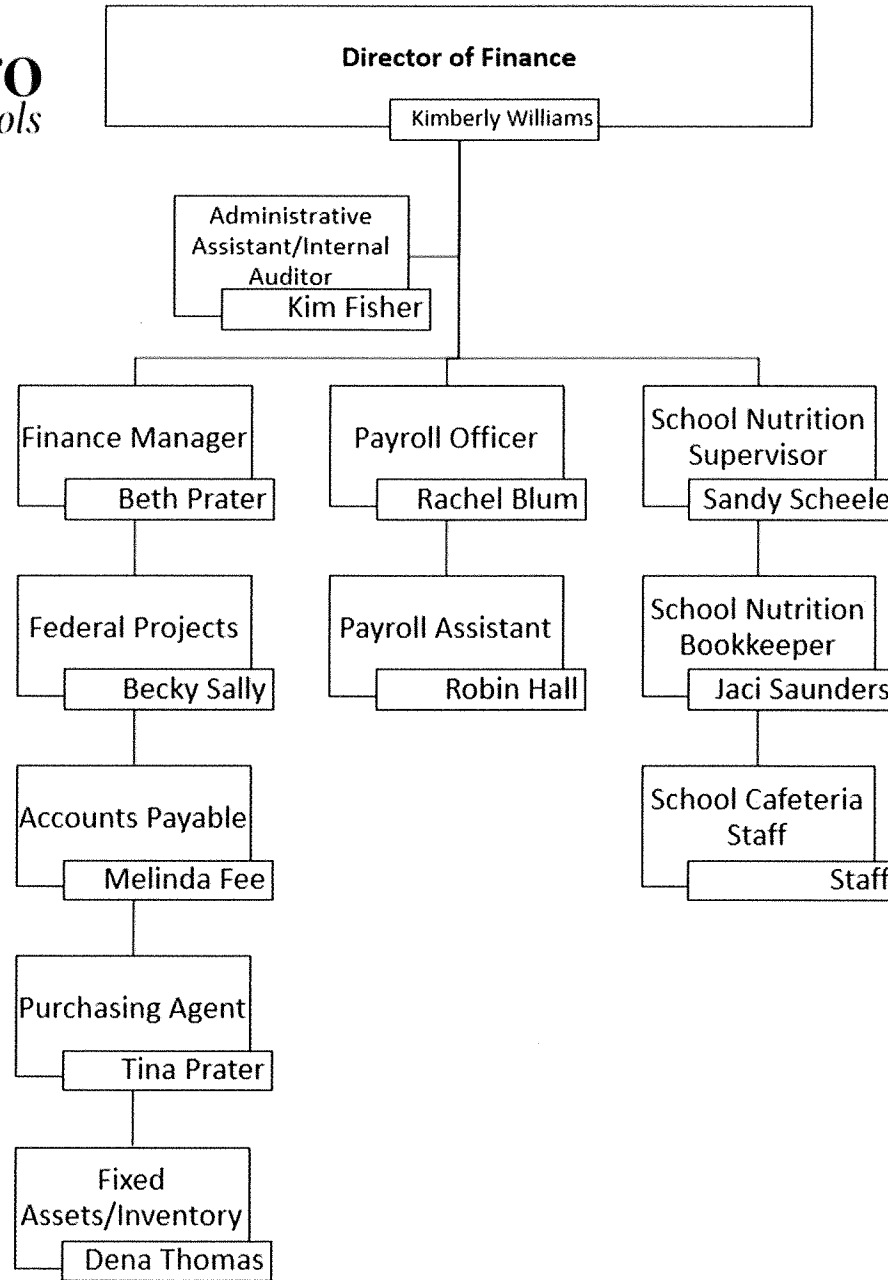 ro
ols
Director of Finance
Kimberly Williams
Administrative
Assistant/Internal
Auditor
Kim Fisher
Finance Manager
Beth Prater
Payroll Officer
Rachel Blum
School Nutrition
Supervisor
Sandy Scheele
Federal Projects
Becky Sally
Payroll Assistant
Robin Hall
School Nutrition
Bookkeeper
Jaci Saunders
Accounts Payable
Melinda Fee
School Cafeteria
Staff
Staff
Purchasing Agent
Tina Prater
Fixed
Assets/Inventory
Dena Thomas